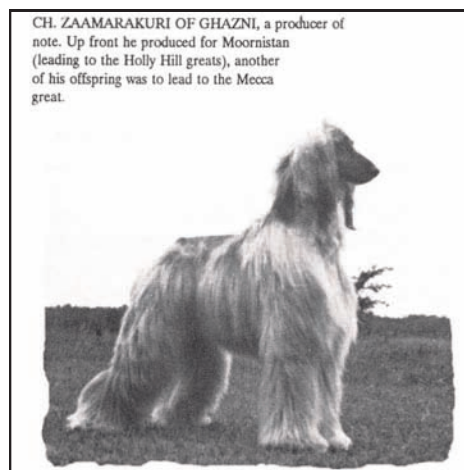 CH. ZAAMARAKURI OF GHAZNI, a producer of
note. Up front he produced for Moornistan
(leading to the Holly Hill greats), another
of his offspring was to lead to the Mecca
great.